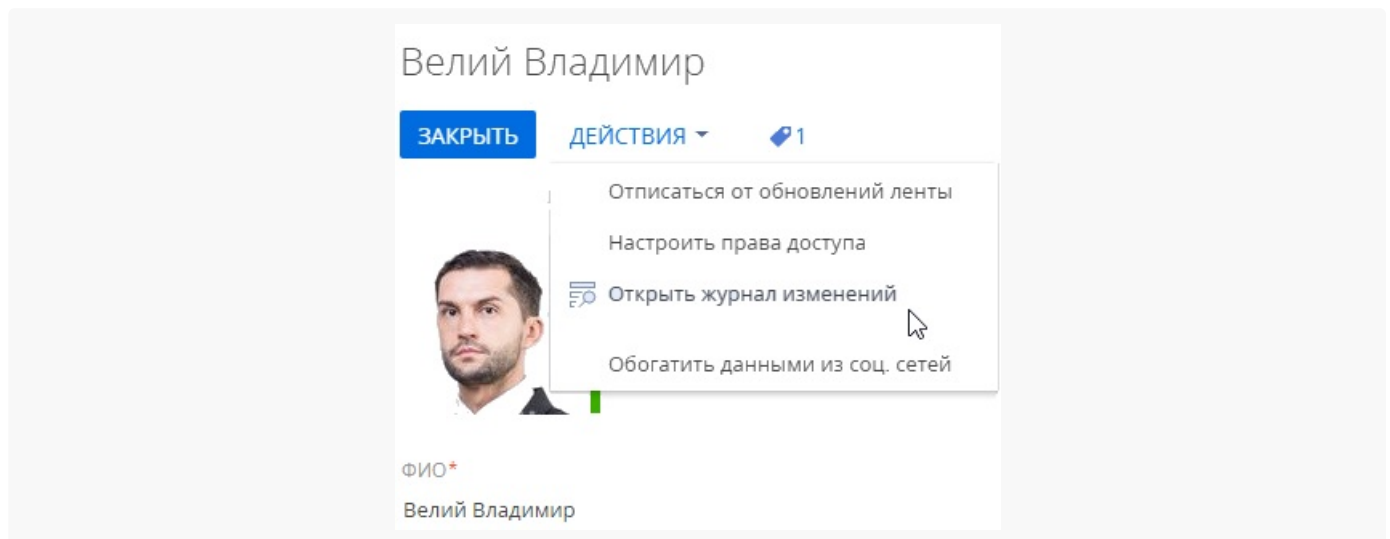 Велий Владимир
ЗАКРЫТЬ ДЕЙСТВИЯ 1
Отписаться от обновлений ленты
Настроить права доступа
Открыть журнал изменений
Обогатить данными из соц. сетей
ФИО*
Велий Владимир